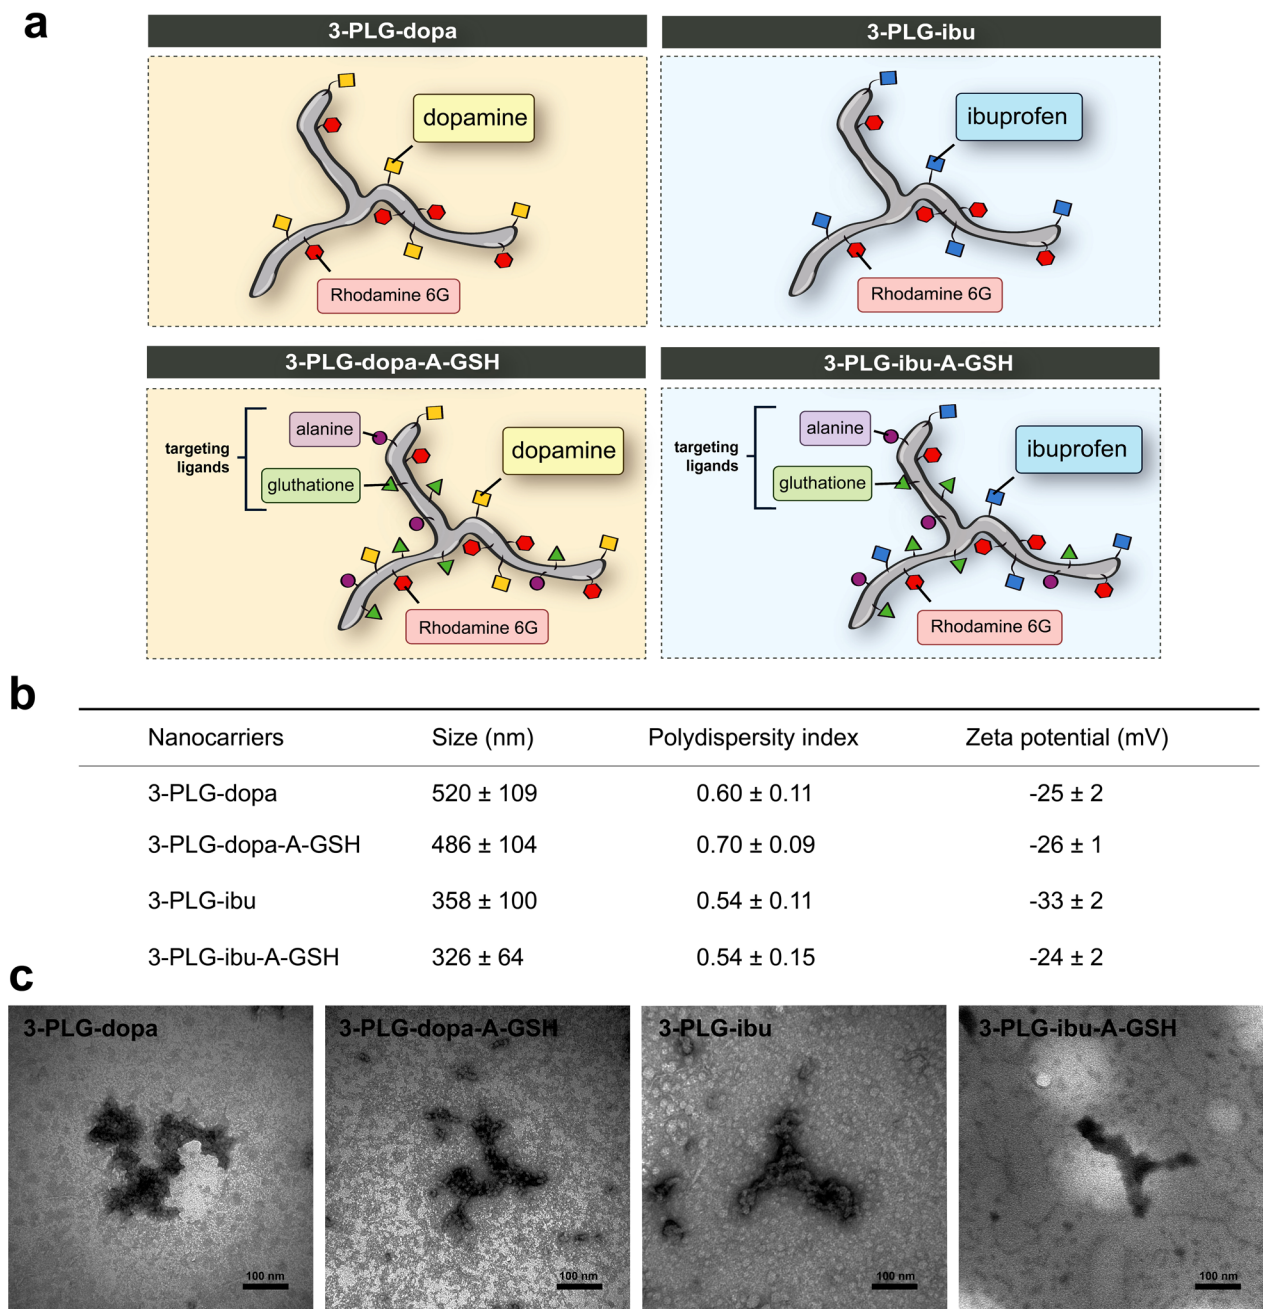 a
3-PLG-dopa
3-PLG-ibu
dopamine
Rhodamine 6G
ibuprofen
Rhodamine 6G
3-PLG-dopa-A-GSH
3-PLG-ibu-A-GSH
targeting
ligands
alanine
gluthatione
dopamine
Rhodamine 6G
targeting
ligands
alanine
gluthatione
ibuprofen
Rhodamine 6G
b
Nanocarriers Size (nm) Polydispersity index Zeta potential (mV)
3-PLG-dopa 520 ± 109 0.60 ± 0.11 -25 ± 2
3-PLG-dopa-A-GSH 486 ± 104 0.70 ± 0.09 -26 ± 1
3-PLG-ibu 358 ± 100 0.54 ± 0.11 -33 ± 2
3-PLG-ibu-A-GSH 326 ± 64 0.54 ± 0.15 -24 ± 2
c
3-PLG-dopa
100 nm
3-PLG-dopa-A-GSH
100 nm
3-PLG-ibu
100 nm
3-PLG-ibu-A-GSH
100 nm